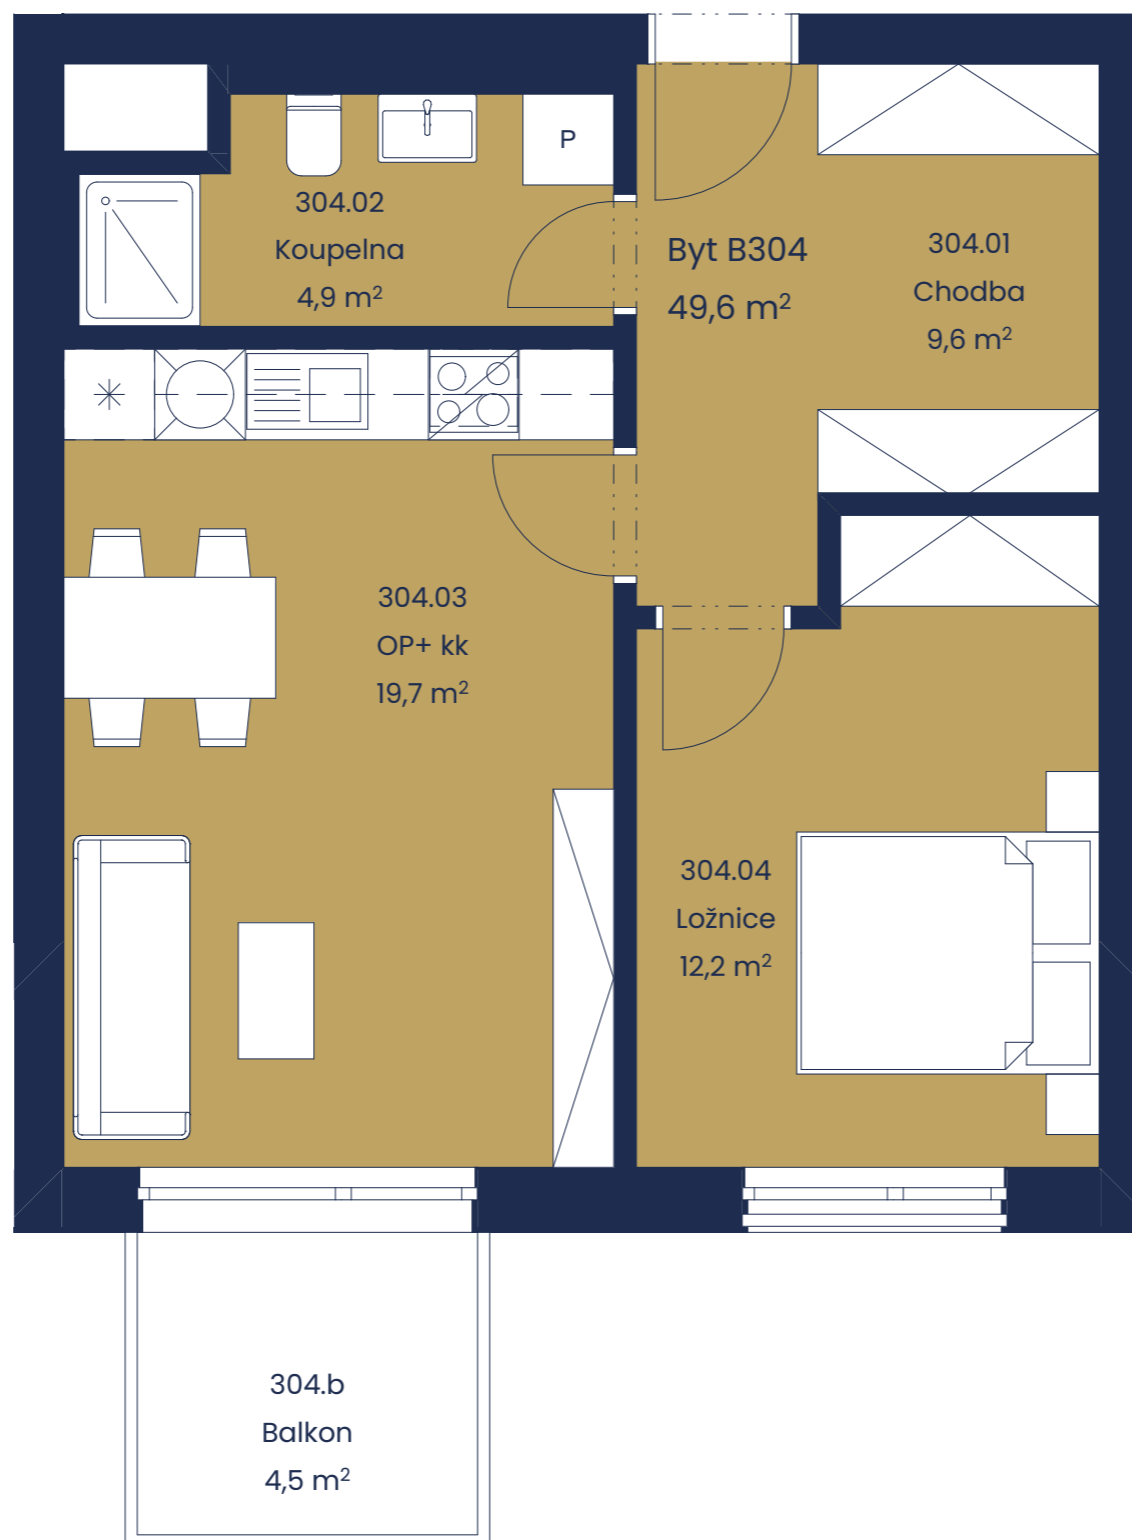 P
304.02
Koupelna
4,9 m²
Byt B304
49,6 m²
304.01
Chodba
9,6 m²
304.03
OP+ kk
19,7 m²
304.04
Ložnice
12,2 m²
304.b
Balkon
4,5 m²